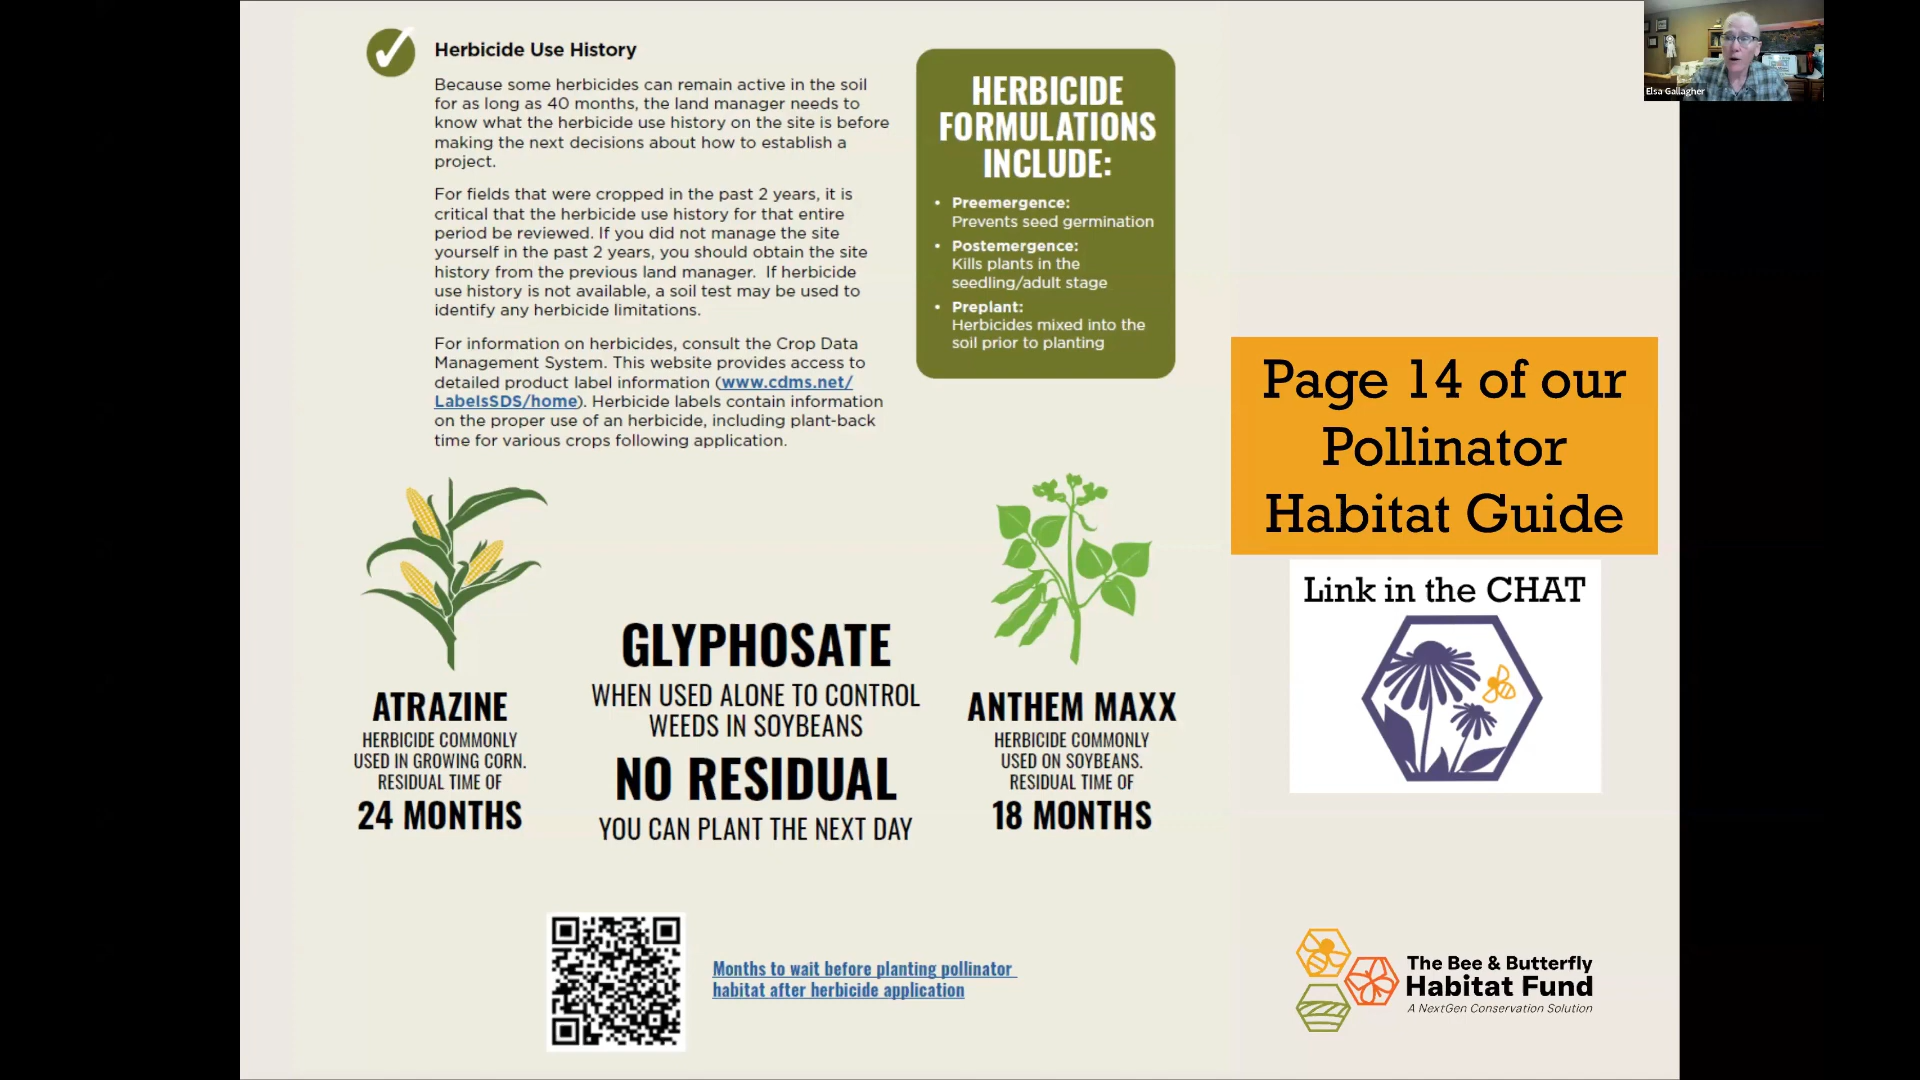 Herbicide Use History
Because some herbicides can remain active in the soil
for as long as 40 months, the land manager needs to
know what the herbicide use history on the site is before
making the next decisions about how to establish a
project.
For fields that were cropped in the past 2 years, it is
critical that the herbicide use history for that entire
period be reviewed. If you did not manage the site
yourself in the past 2 years, you should obtain the site
history from the previous land manager. If herbicide
use history is not available, a soil test may be used to
identify any herbicide limitations.
For information on herbicides, consult the Crop Data
Management System. This website provides access to
detailed product label information (www.cdms.net/
LabelsSDS/home). Herbicide labels contain information
on the proper use of an herbicide, including plant-back
time for various crops following application.
HERBICIDE
FORMULATIONS
INCLUDE:
• Preemergence:
Prevents seed germination
• Postemergence:
Kills plants in the
seedling/adult stage
• Preplant:
Herbicides mixed into the
soil prior to planting
ATRAZINE
HERBICIDE COMMONLY
USED IN GROWING CORN.
RESIDUAL TIME OF
24 MONTHS
GLYPHOSATE
WHEN USED ALONE TO CONTROL
WEEDS IN SOYBEANS
NO RESIDUAL
YOU CAN PLANT THE NEXT DAY
ANTHEM MAXX
HERBICIDE COMMONLY
USED ON SOYBEANS.
RESIDUAL TIME OF
18 MONTHS
Months to wait before planting pollinator
habitat after herbicide application
Page 14 of our
Pollinator
Habitat Guide
Link in the CHAT
The Bee & Butterfly
Habitat Fund
A NextGen Conservation Solution
Elsa Gallagher